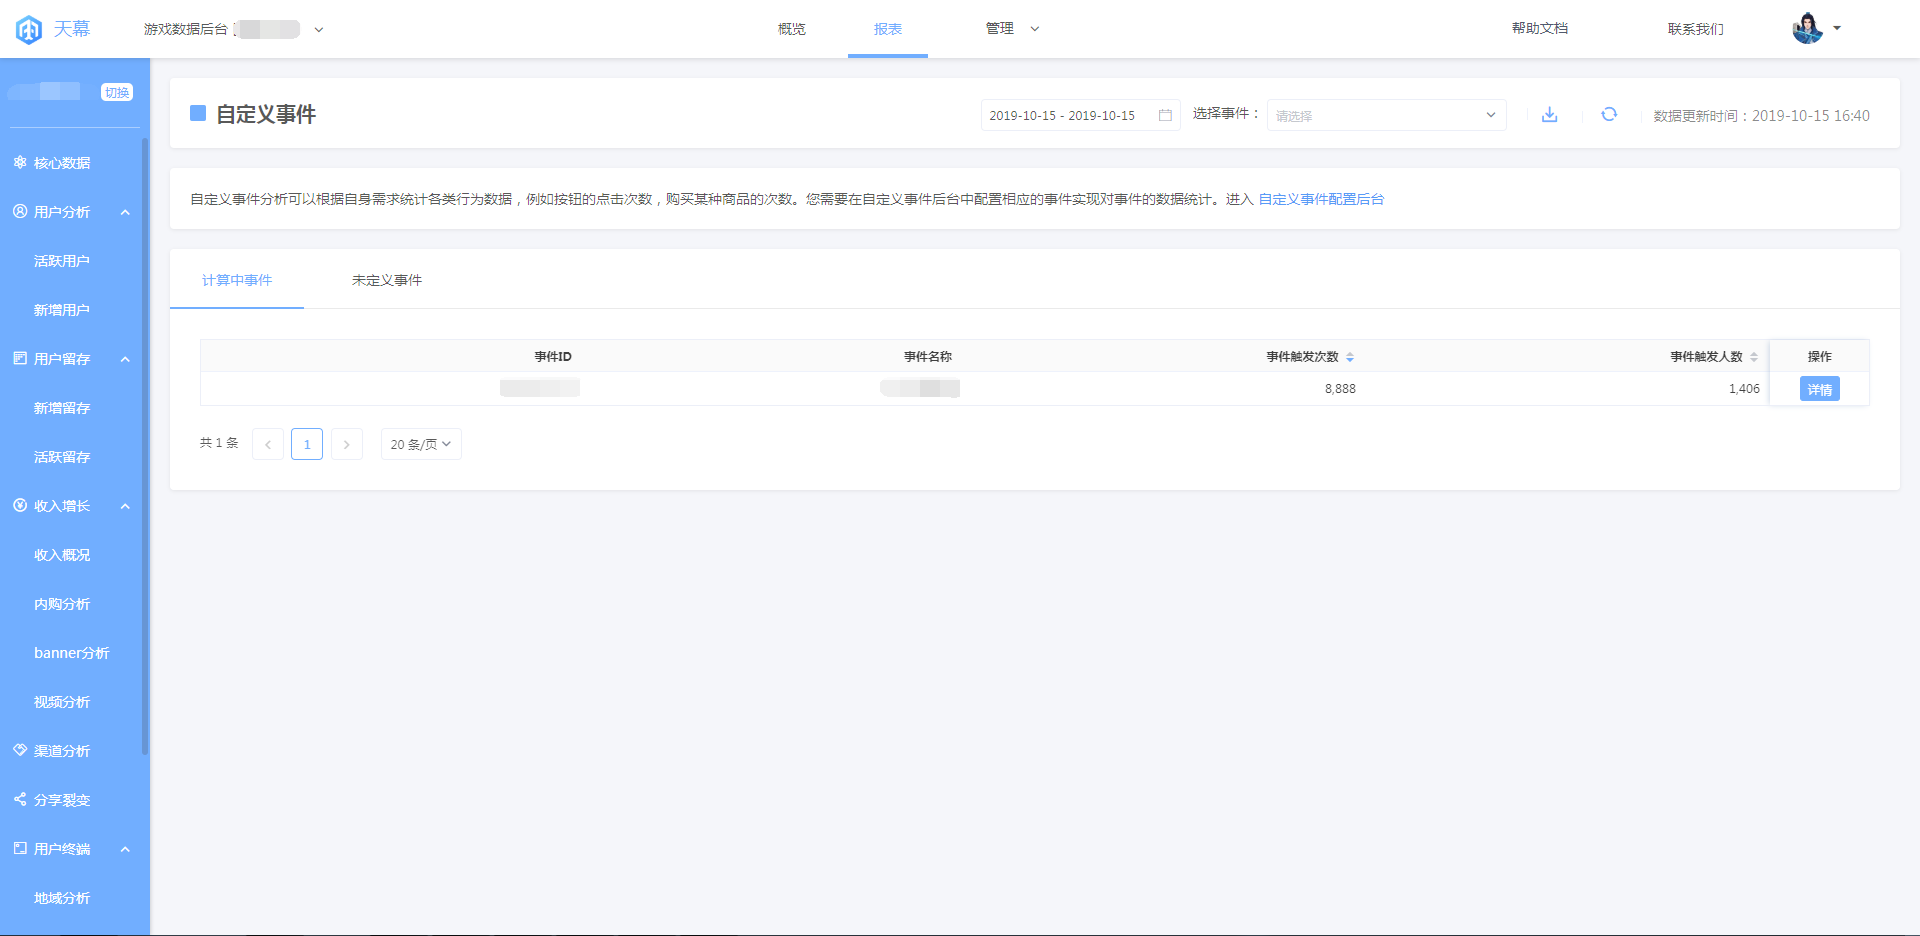 天幕
游戏数据后台
概览
报表
管理
帮助文档
联系我们
切换
核心数据
用户分析
活跃用户
新增用户
用户留存
新增留存
活跃留存
收入增长
收入概况
内购分析
banner分析
视频分析
渠道分析
分享裂变
用户终端
地域分析
自定义事件
2019-10-15 - 2019-10-15
选择事件：
请选择
数据更新时间：2019-10-15 16:40
自定义事件分析可以根据自身需求统计各类行为数据，例如按钮的点击次数，购买某种商品的次数。您需要在自定义事件后台中配置相应的事件实现对事件的数据统计。进入 自定义事件配置后台
计算中事件
未定义事件
事件ID 事件名称 事件触发次数 事件触发人数 操作
8,888 1,406 详情
共 1 条
1
20 条/页